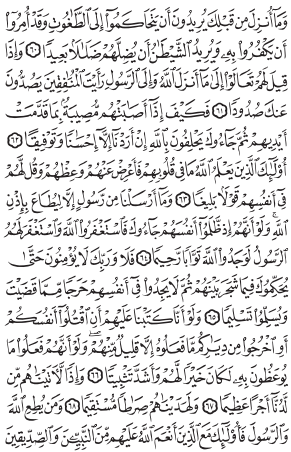 وَمَآ أُنزِلَ مِن قَبْلِكَ يُرِيدُونَ أَن يَتَحَاكَمُوٓا۟ إِلَى ٱلطَّـٰغُوتِ وَقَدْ أُمِرُوٓا۟
أَن يَكْفُرُوا۟ بِهِۦ وَيُرِيدُ ٱلشَّيْطَـٰنُ أَن يُضِلَّهُمْ ضَلَـٰلًۢا بَعِيدًا ٦٠ وَإِذَا
قِيلَ لَهُمْ تَعَالَوْا۟ إِلَىٰ مَآ أَنزَلَ ٱللَّهُ وَإِلَى ٱلرَّسُولِ رَأَيْتَ ٱلْمُنَـٰفِقِينَ يَصُدُّونَ
عَنكَ صُدُودًا ٦١ فَكَيْفَ إِذَآ أَصَـٰبَتْهُم مُّصِيبَةٌۢ بِمَا قَدَّمَتْ
أَيْدِيهِمْ ثُمَّ جَآءُوكَ يَحْلِفُونَ بِٱللَّهِ إِنْ أَرَدْنَآ إِلَّآ إِحْسَـٰنًا وَتَوْفِيقًا ٦٢
أُو۟لَـٰٓئِكَ ٱلَّذِينَ يَعْلَمُ ٱللَّهُ مَا فِى قُلُوبِهِمْ فَأَعْرِضْ عَنْهُمْ وَعِظْهُمْ وَقُل لَّهُمْ
فِىٓ أَنفُسِهِمْ قَوْلًۢا بَلِيغًا ٦٣ وَمَآ أَرْسَلْنَا مِن رَّسُولٍ إِلَّا لِيُطَاعَ بِإِذْنِ
ٱللَّهِ ۚ وَلَوْ أَنَّهُمْ إِذ ظَّلَمُوٓا۟ أَنفُسَهُمْ جَآءُوكَ فَٱسْتَغْفَرُوا۟ ٱللَّهَ وَٱسْتَغْفَرَ لَهُمُ
ٱلرَّسُولُ لَوَجَدُوا۟ ٱللَّهَ تَوَّابًا رَّحِيمًا ٦٤ فَلَا وَرَبِّكَ لَا يُؤْمِنُونَ حَتَّىٰ
يُحَكِّمُوكَ فِيمَا شَجَرَ بَيْنَهُمْ ثُمَّ لَا يَجِدُوا۟ فِىٓ أَنفُسِهِمْ حَرَجًا مِّمَّا قَضَيْتَ
وَيُسَلِّمُوا۟ تَسْلِيمًا ٦٥ وَلَوْ أَنَّا كَتَبْنَا عَلَيْهِمْ أَنِ ٱقْتُلُوٓا۟ أَنفُسَكُمْ
أَوِ ٱخْرُجُوا۟ مِن دِيَـٰرِكُم مَّا فَعَلُوهُ إِلَّا قَلِيلٌ مِّنْهُمْ ۖ وَلَوْ أَنَّهُمْ فَعَلُوا۟ مَا
يُوعَظُونَ بِهِۦ لَكَانَ خَيْرًا لَّهُمْ وَأَشَدَّ تَثْبِيتًا ٦٦ وَإِذًا لَّـَٔاتَيْنَـٰهُم مِّن
لَّدُنَّآ أَجْرًا عَظِيمًا ٦٧ وَلَهَدَيْنَـٰهُمْ صِرَٰطًا مُّسْتَقِيمًا ٦٨ وَمَن يُطِعِ ٱللَّهَ
وَٱلرَّسُولَ فَأُو۟لَـٰٓئِكَ مَعَ ٱلَّذِينَ أَنْعَمَ ٱللَّهُ عَلَيْهِم مِّنَ ٱلنَّبِيِّـۧنَ وَٱلصِّدِّيقِينَ